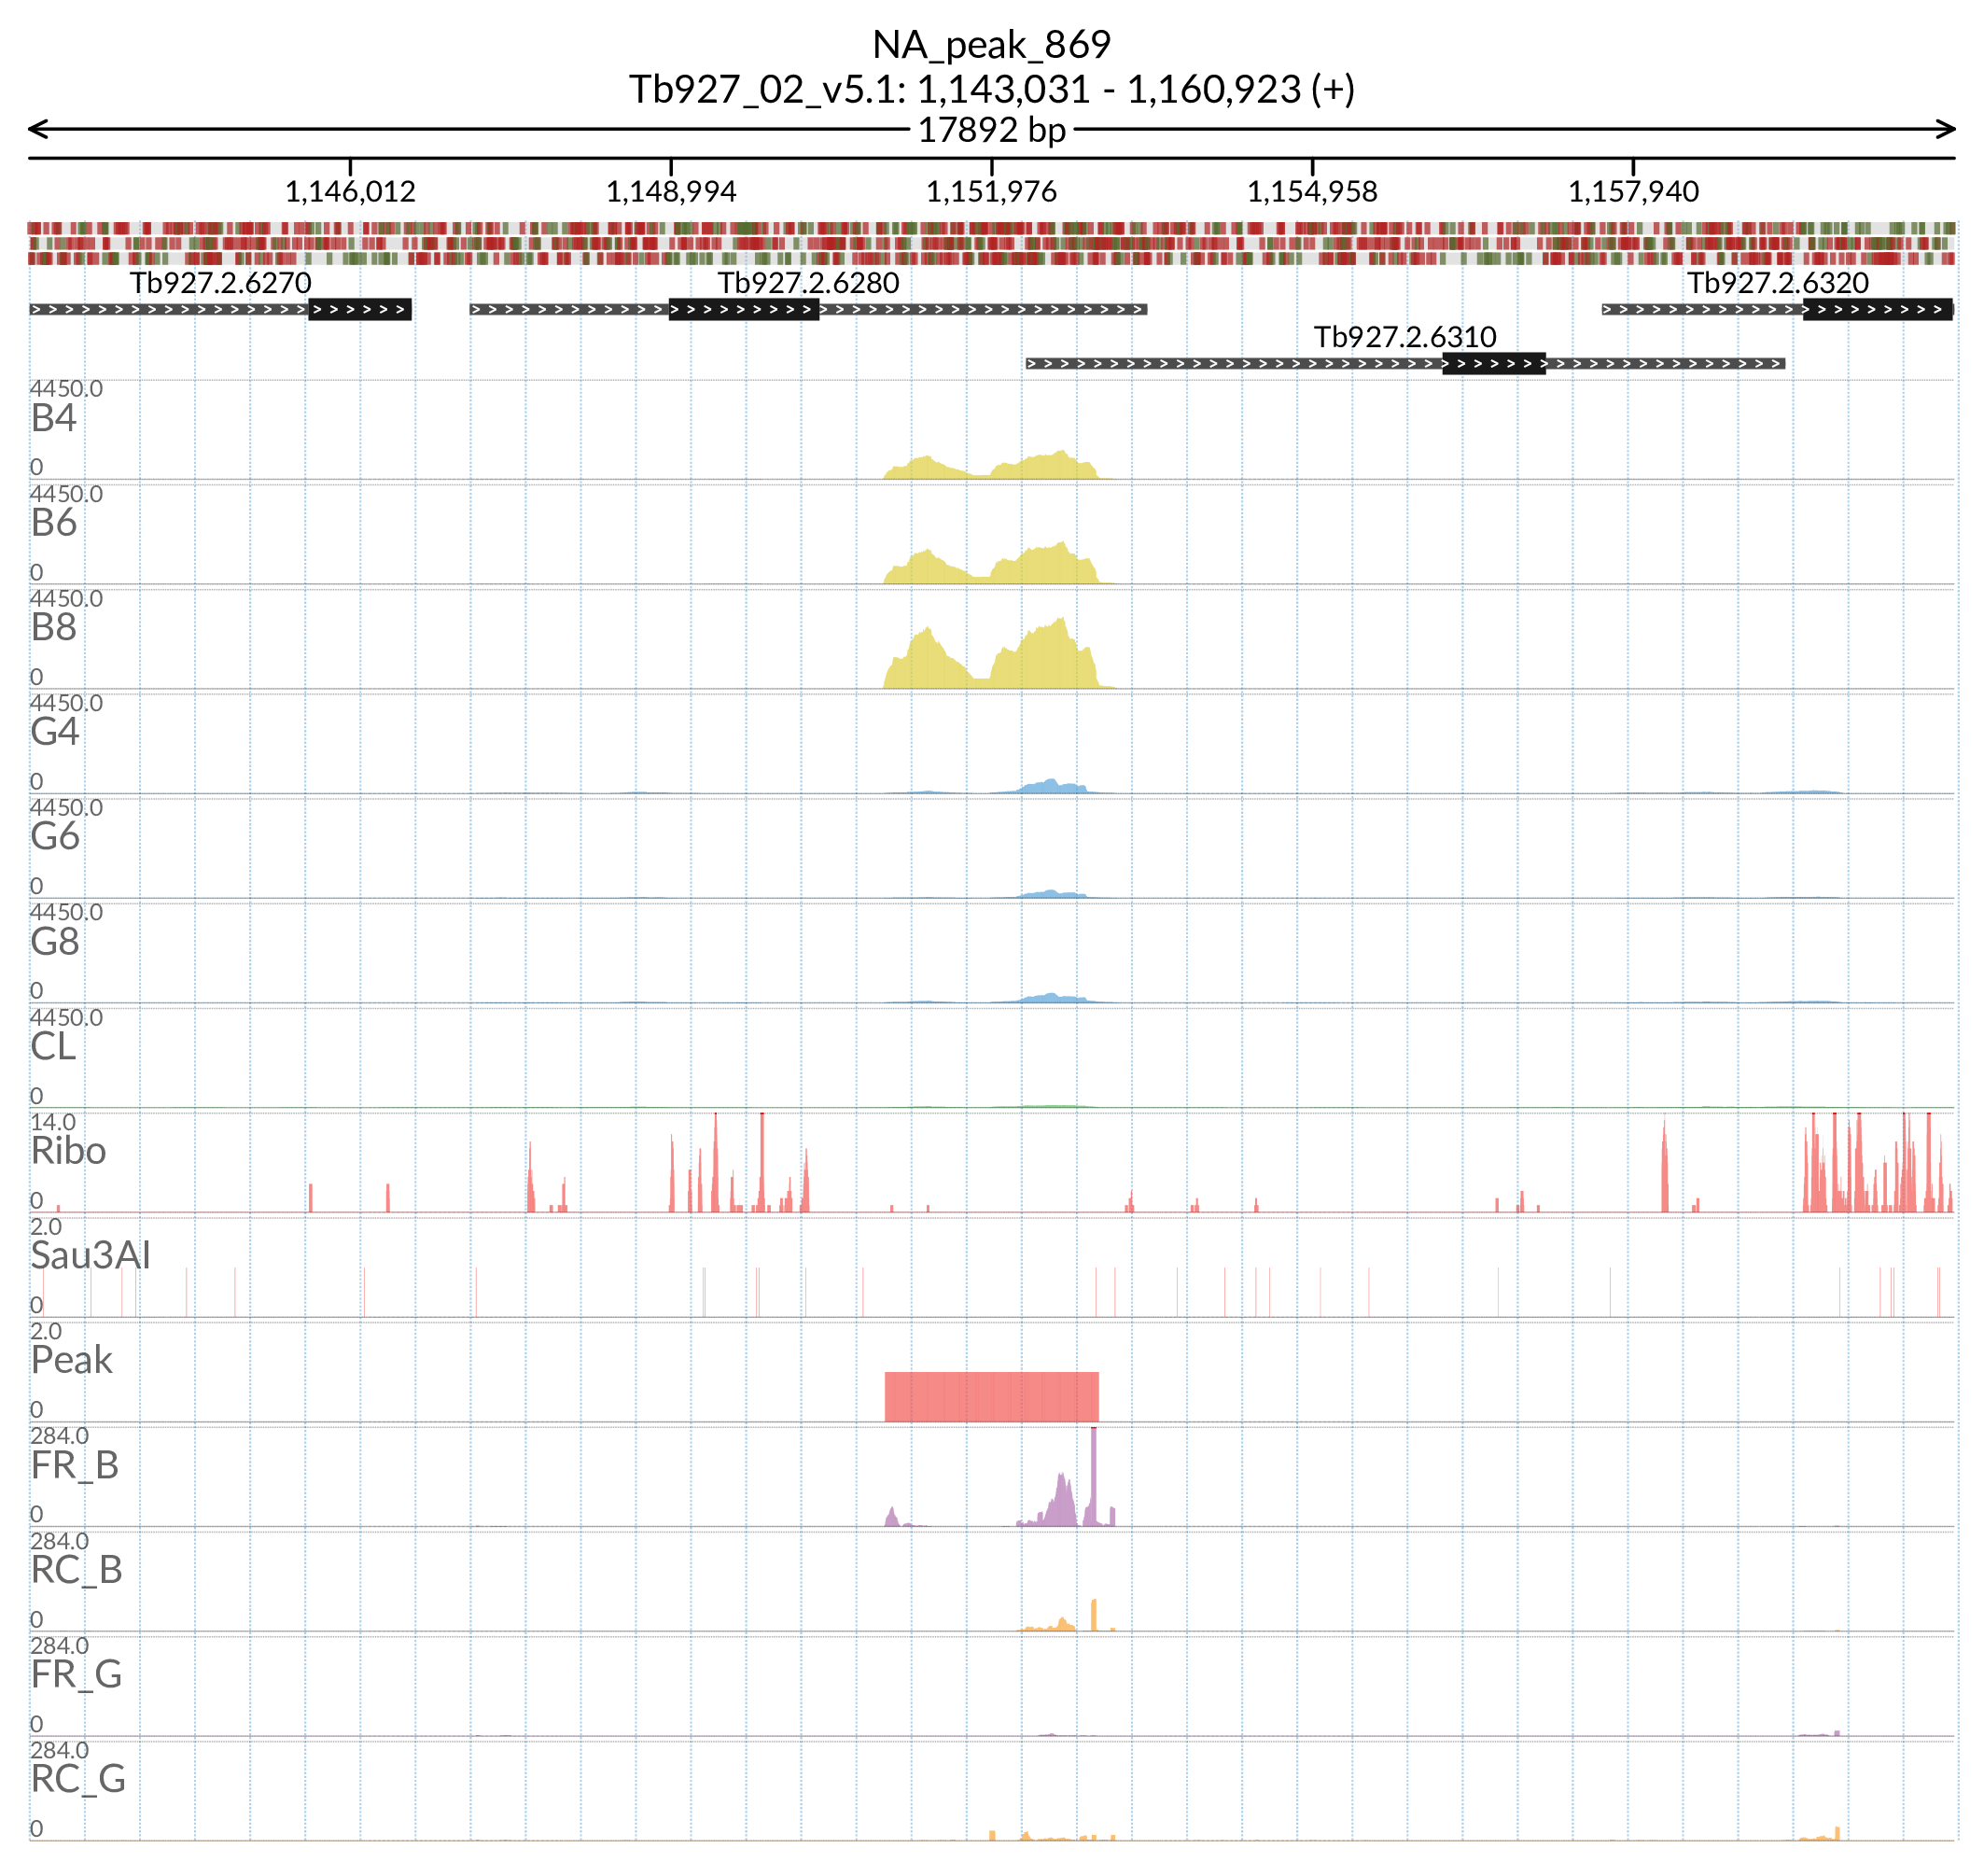 NA_peak_869
Tb927_02_v5.1: 1,143,031 - 1,160,923 (+)
17892 bp
1,146,012 1,148,994 1,151,976 1,154,958 1,157,940
Tb927.2.6270 Tb927.2.6280 Tb927.2.6320
Tb927.2.6310
4450.0
B4
0
4450.0
B6
0
4450.0
B8
0
4450.0
G4
0
4450.0
G6
0
4450.0
G8
0
4450.0
CL
0
14.0
Ribo
0
2.0
Sau3AI
0
2.0
Peak
0
284.0
FR_B
0
284.0
RC_B
0
284.0
FR_G
0
284.0
RC_G
0